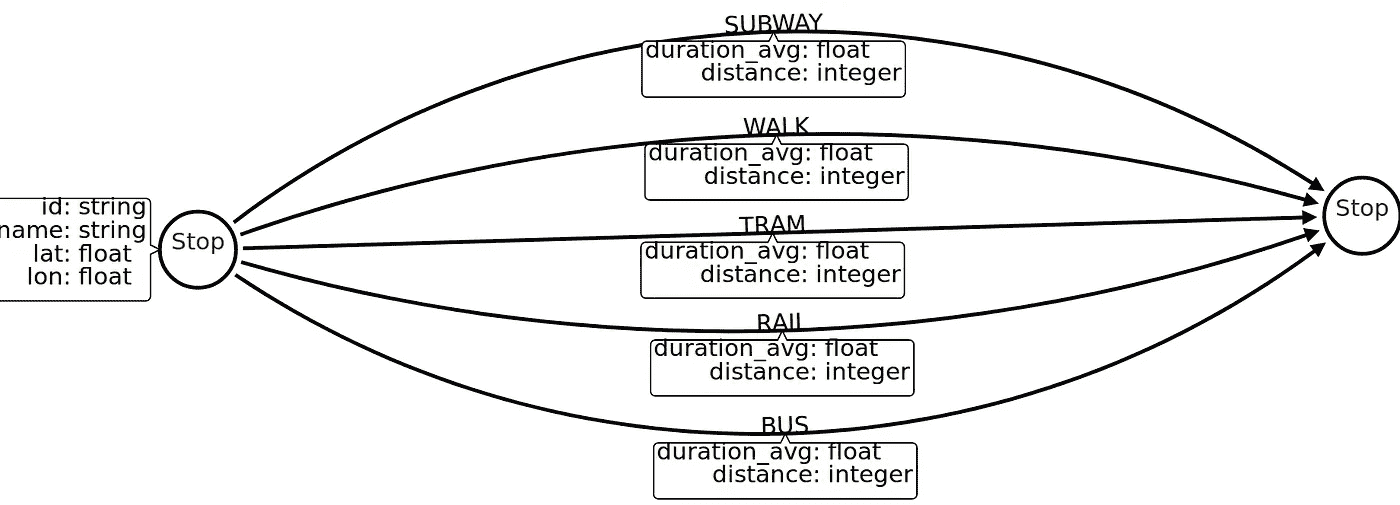 SUBWAY
duration_avg: float
distance: integer
WALK
duration_avg: float
distance: integer
id: string
name: string
lat: float
lon: float
Stop
TRAM
duration_avg: float
distance: integer
Stop
RAIL
duration_avg: float
distance: integer
BUS
duration_avg: float
distance: integer